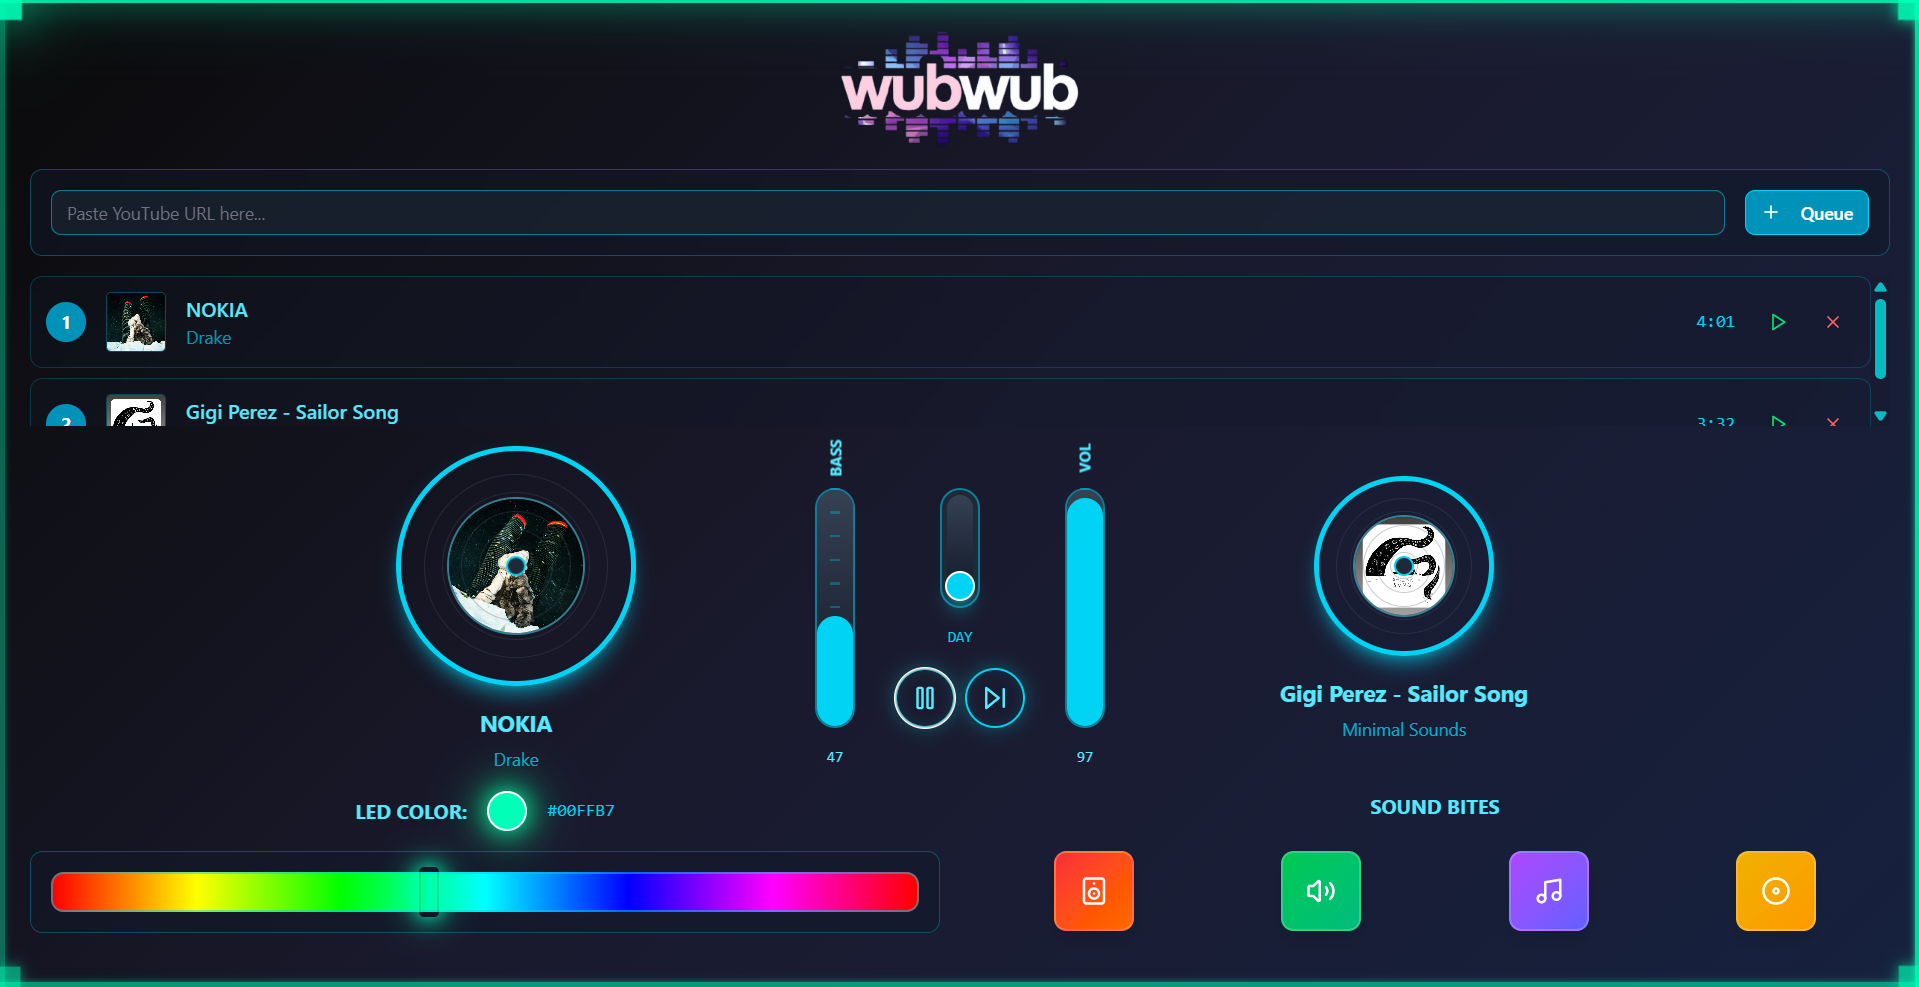 wubwub
Paste YouTube URL here...
+ Queue
1
NOKIA
Drake
4:01
2
Gigi Perez - Sailor Song
3:32
BASS
VOL
DAY
NOKIA
Drake
47
97
Gigi Perez - Sailor Song
Minimal Sounds
LED COLOR:
#00FFB7
SOUND BITES